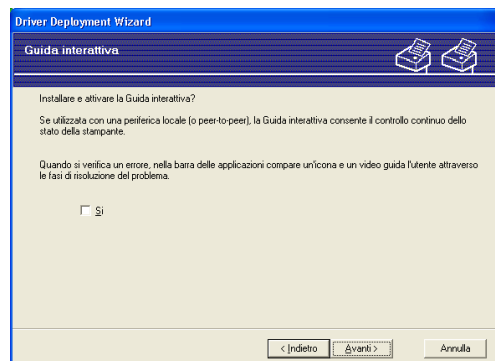 Driver Deployment Wizard
Guida interattiva
Installare e attivare la Guida interattiva?
Se utilizzata con una periferica locale (o peer-to-peer), la Guida interattiva consente il controllo continuo dello
stato della stampante.
Quando si verifica un errore, nella barra delle applicazioni compare un'icona e un video guida l'utente attraverso
le fasi di risoluzione del problema.
Sì
< Indietro
Avanti >
Annulla